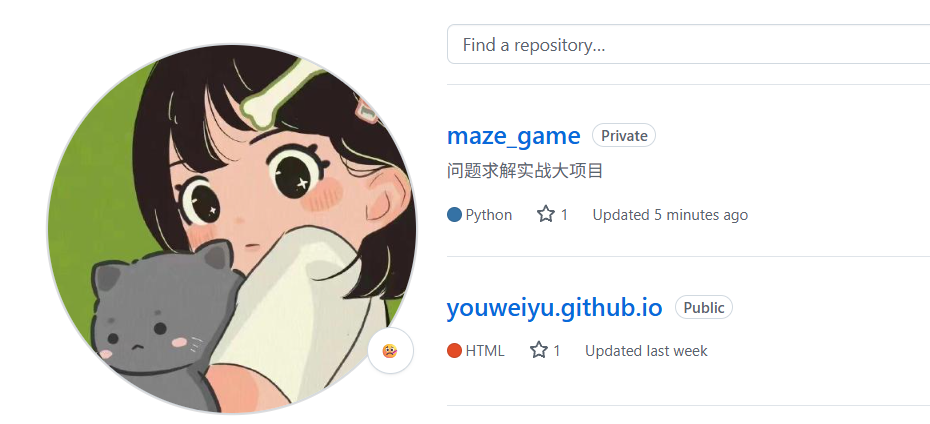 Find a repository...
maze_game Private
问题求解实战大项目
Python 1 Updated 5 minutes ago
youweiyu.github.io Public
HTML 1 Updated last week